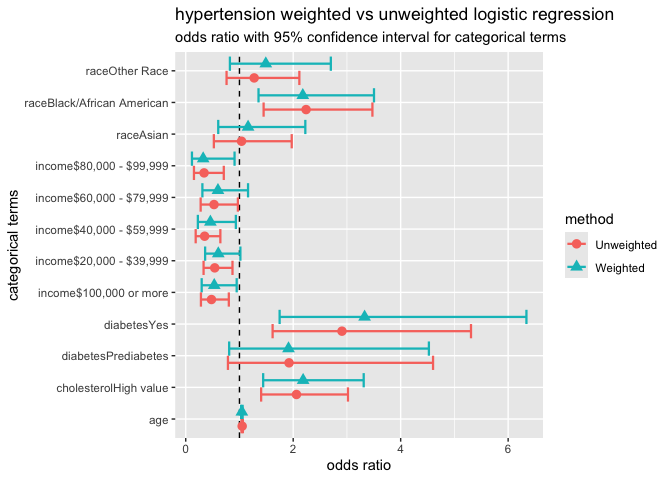 hypertension weighted vs unweighted logistic regression
odds ratio with 95% confidence interval for categorical terms
categorical terms
raceOther Race
raceBlack/African American
raceAsian
income$80,000 - $99,999
income$60,000 - $79,999
income$40,000 - $59,999
income$20,000 - $39,999
income$100,000 or more
diabetesYes
diabetesPrediabetes
cholesterolHigh value
age
0 2 4 6
odds ratio
method
Unweighted
Weighted